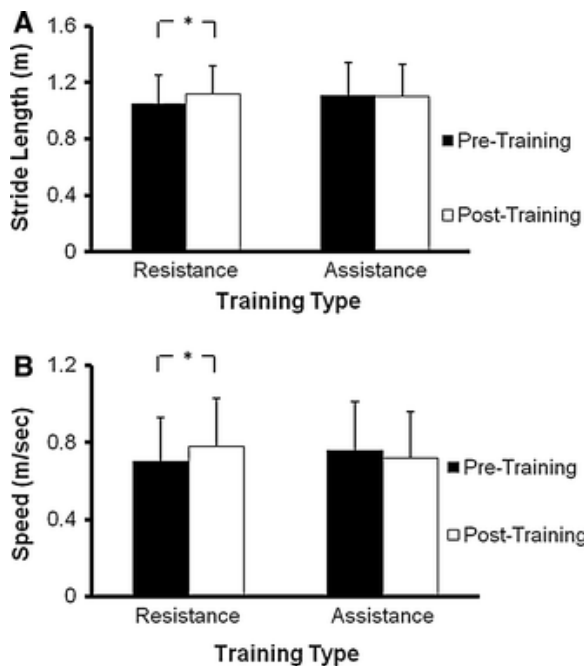 A
*
Stride Length (m)
1.6
1.2
0.8
0.4
0
Pre-Training
Post-Training
Resistance
Assistance
Training Type
B
*
Speed (m/sec)
1.2
0.8
0.4
0
Pre-Training
Post-Training
Resistance
Assistance
Training Type